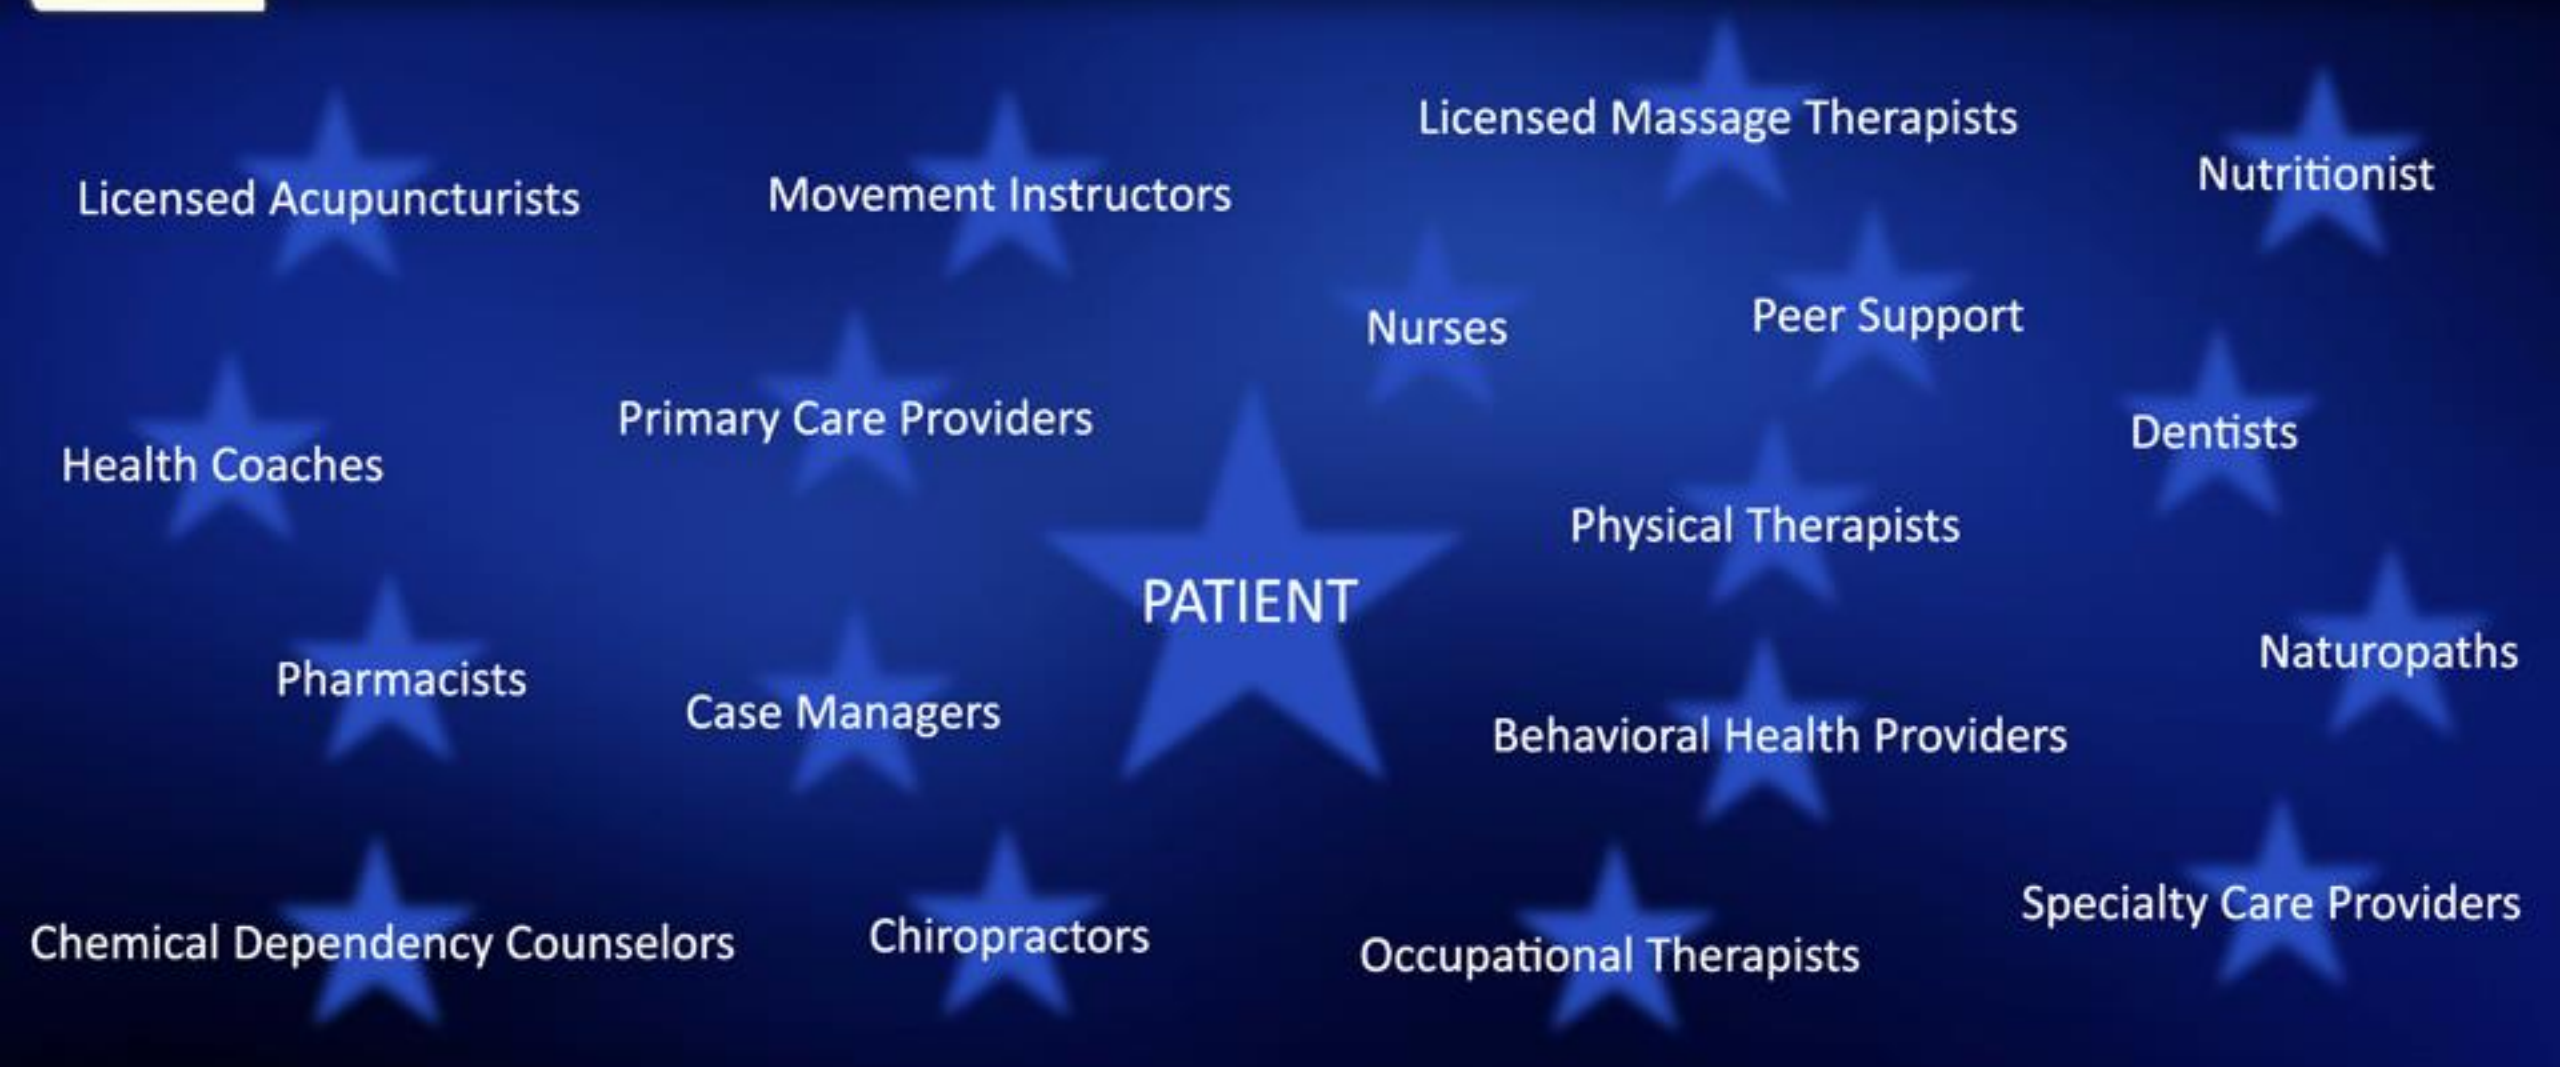 Licensed Massage Therapists
Nutritionist
Licensed Acupuncturists
Movement Instructors
Nurses
Peer Support
Primary Care Providers
Dentists
Health Coaches
Physical Therapists
PATIENT
Naturopaths
Pharmacists
Case Managers
Behavioral Health Providers
Specialty Care Providers
Chemical Dependency Counselors
Chiropractors
Occupational Therapists